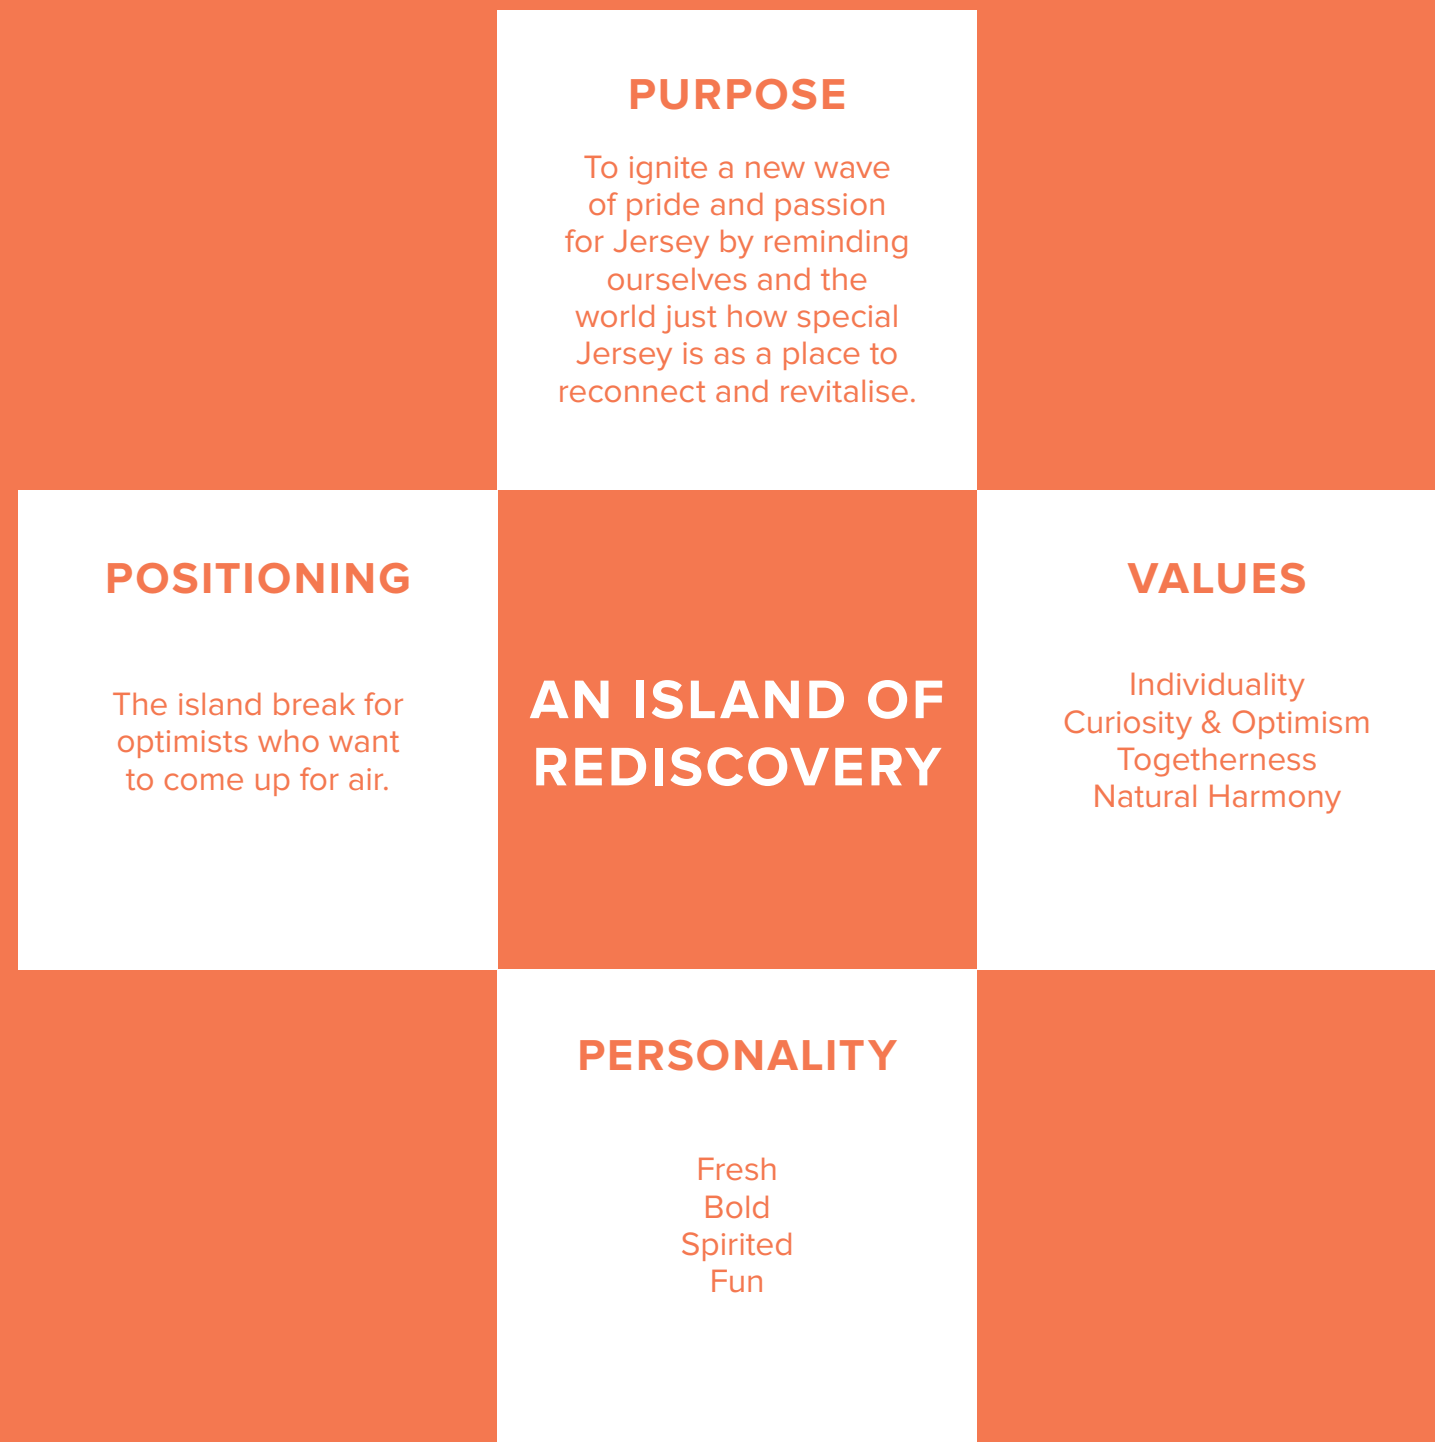 PURPOSE
To ignite a new wave
of pride and passion
for Jersey by reminding
ourselves and the
world just how special
Jersey is as a place to
reconnect and revitalise.
POSITIONING
The island break for
optimists who want
to come up for air.
AN ISLAND OF
REDISCOVERY
VALUES
Individuality
Curiosity & Optimism
Togetherness
Natural Harmony
PERSONALITY
Fresh
Bold
Spirited
Fun